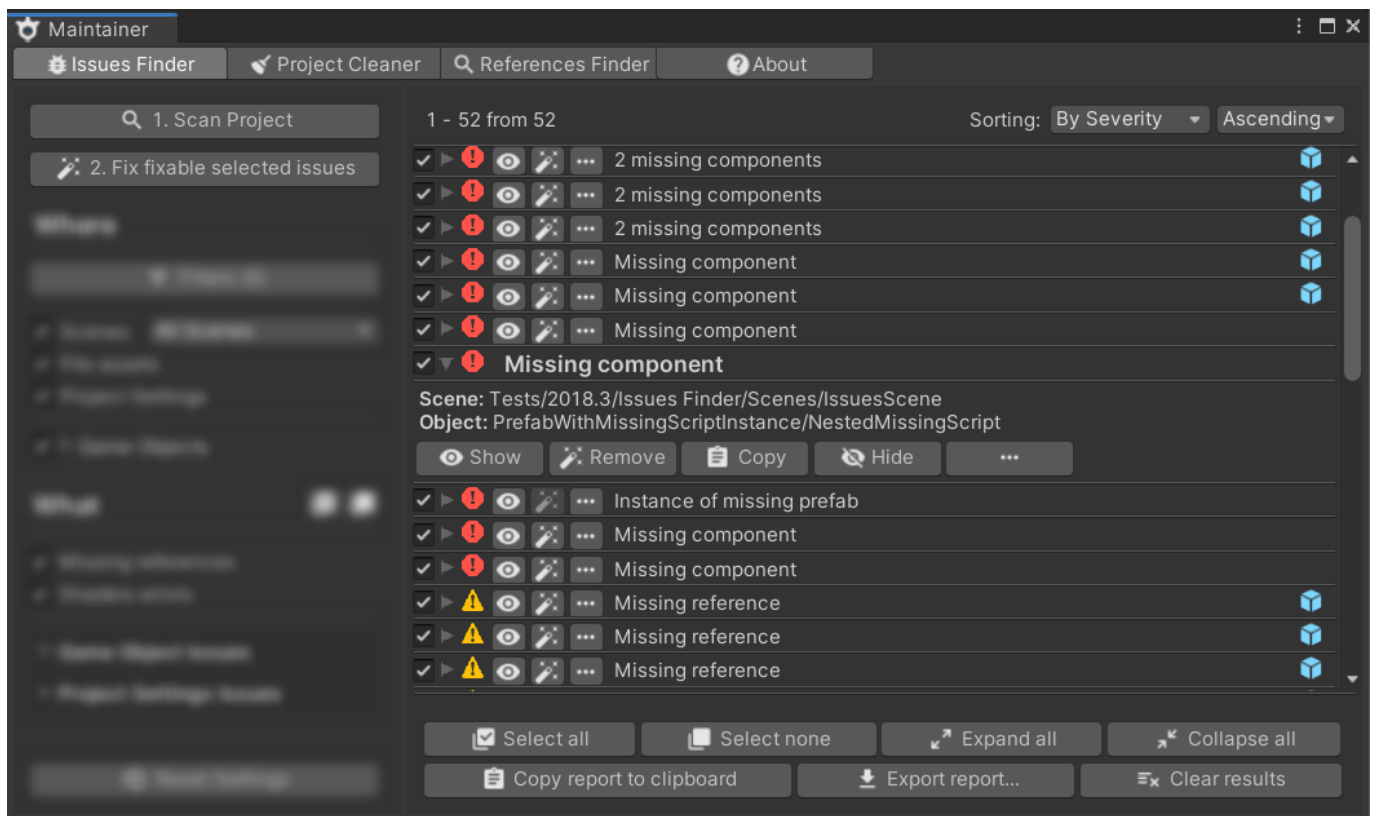 Maintainer
Issues Finder
Project Cleaner
References Finder
About
1. Scan Project
2. Fix fixable selected issues
1 - 52 from 52
Sorting: By Severity Ascending
2 missing components
2 missing components
2 missing components
Missing component
Missing component
Missing component
Missing component
Scene: Tests/2018.3/Issues Finder/Scenes/IssuesScene
Object: PrefabWithMissingScriptInstance/NestedMissingScript
Show
Remove
Copy
Hide
Instance of missing prefab
Missing component
Missing component
Missing reference
Missing reference
Missing reference
Select all
Select none
Expand all
Collapse all
Copy report to clipboard
Export report...
Clear results